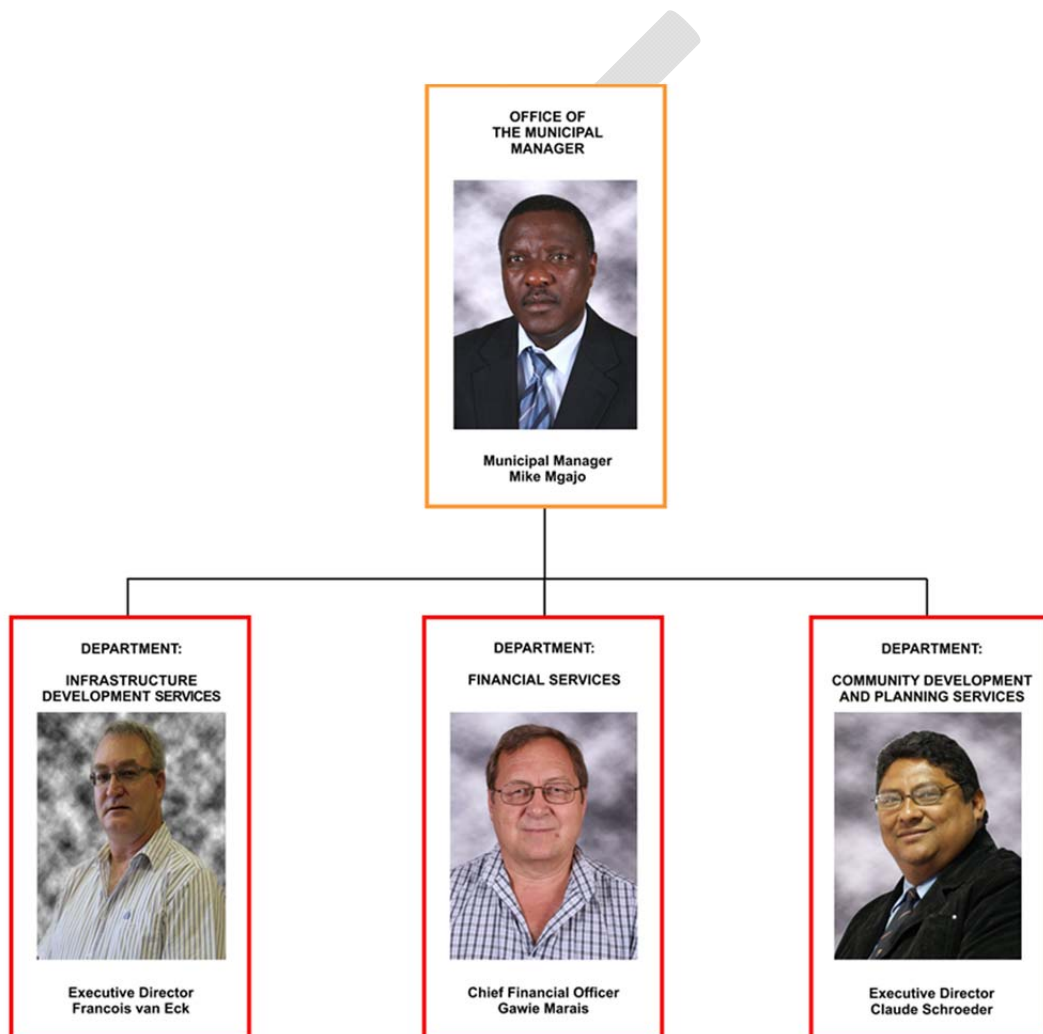 OFFICE OF
THE MUNICIPAL
MANAGER
Municipal Manager
Mike Mgajo
DEPARTMENT:
INFRASTRUCTURE
DEVELOPMENT SERVICES
Executive Director
Francois van Eck
DEPARTMENT:
FINANCIAL SERVICES
Chief Financial Officer
Gawie Marais
DEPARTMENT:
COMMUNITY DEVELOPMENT
AND PLANNING SERVICES
Executive Director
Claude Schroeder